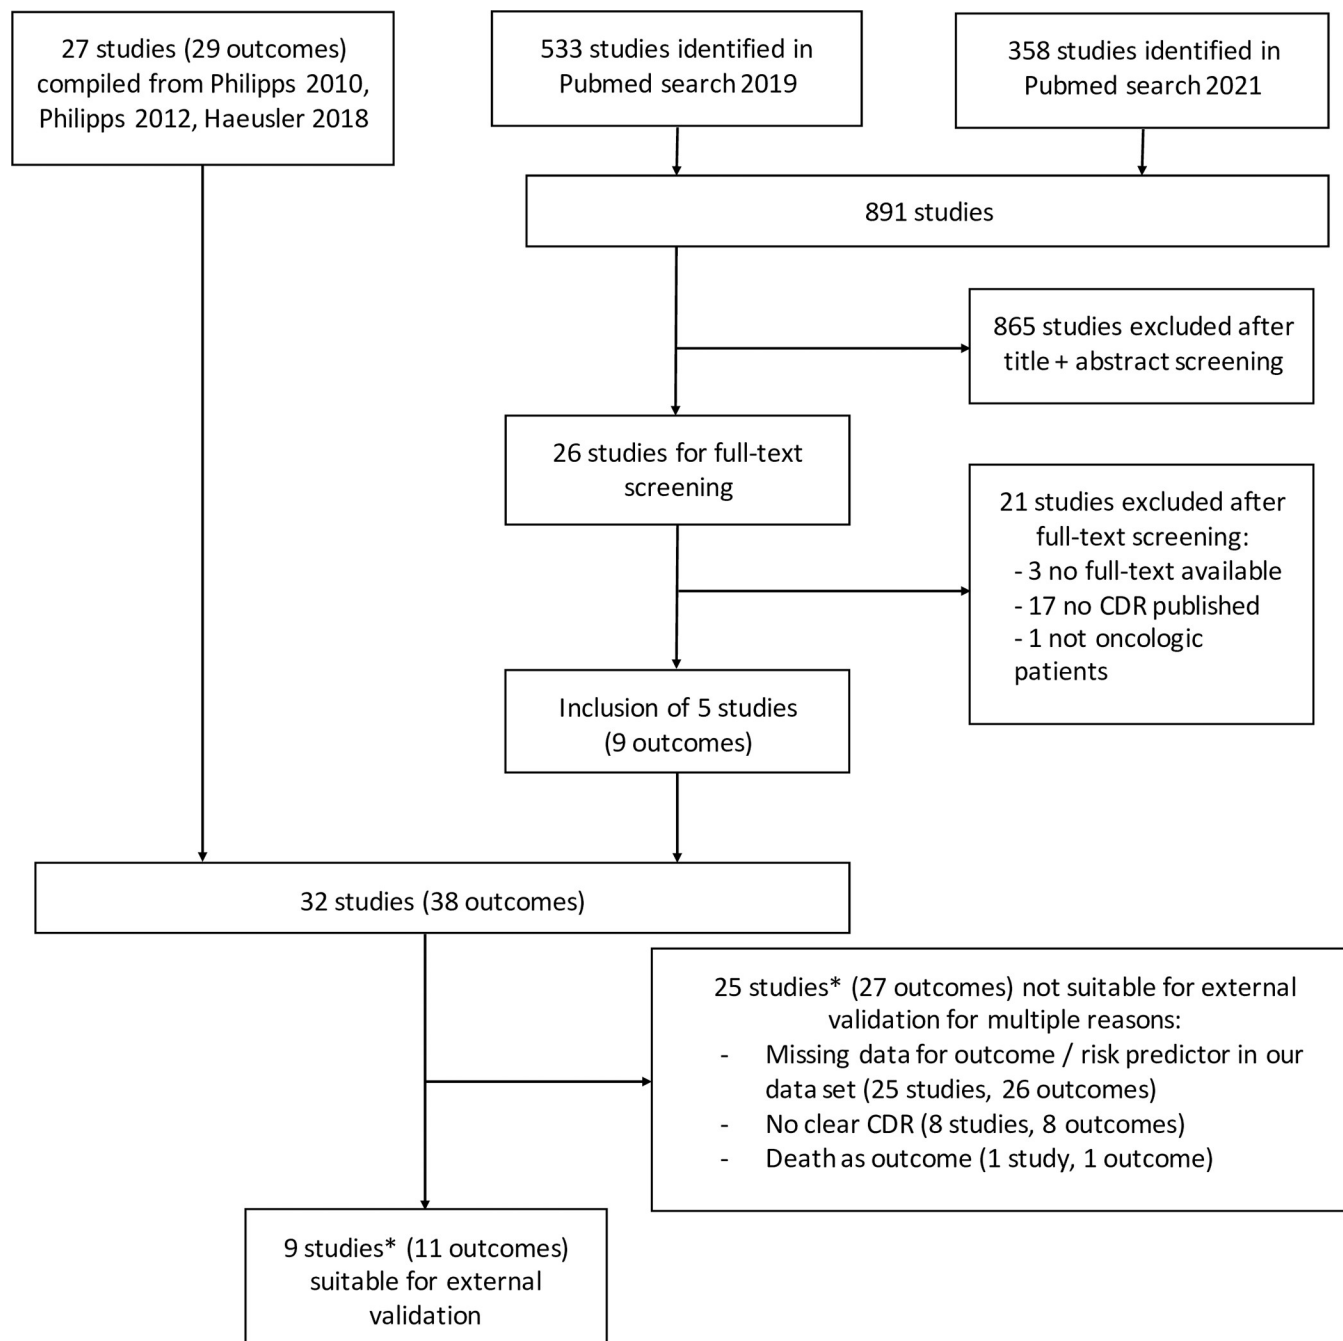 27 studies (29 outcomes)
compiled from Philipps 2010,
Philipps 2012, Haeusler 2018
533 studies identified in
Pubmed search 2019
358 studies identified in
Pubmed search 2021
891 studies
865 studies excluded after
title + abstract screening
26 studies for full-text
screening
21 studies excluded after
full-text screening:
- 3 no full-text available
- 17 no CDR published
- 1 not oncologic
patients
Inclusion of 5 studies
(9 outcomes)
32 studies (38 outcomes)
25 studies* (27 outcomes) not suitable for external
validation for multiple reasons:
- Missing data for outcome / risk predictor in our
data set (25 studies, 26 outcomes)
- No clear CDR (8 studies, 8 outcomes)
- Death as outcome (1 study, 1 outcome)
9 studies* (11 outcomes)
suitable for external
validation